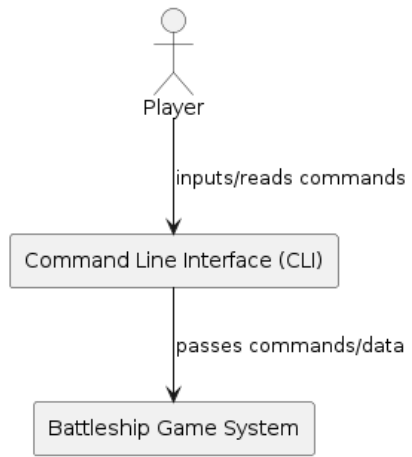 Player
inputs/reads commands
Command Line Interface (CLI)
passes commands/data
Battleship Game System